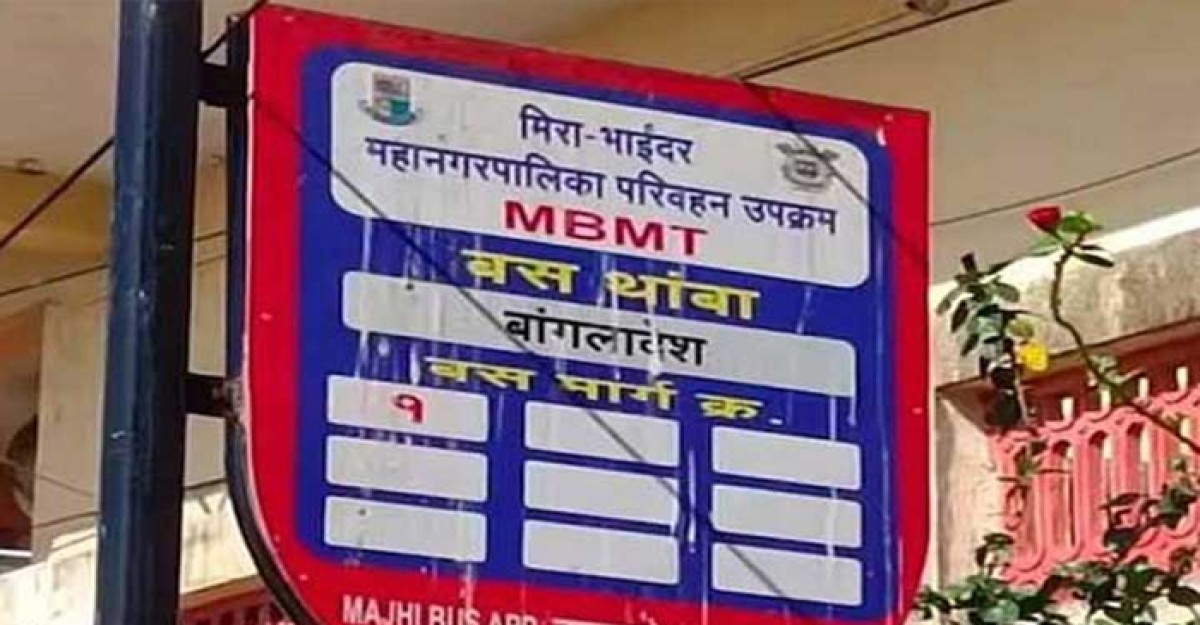 मिरा-भाईंदर
महानगरपालिका परिवहन उपक्रम
MBMT
बस थांबा
बांगलादेश
बस मार्ग क्र.
१
MAJHI BUS APP